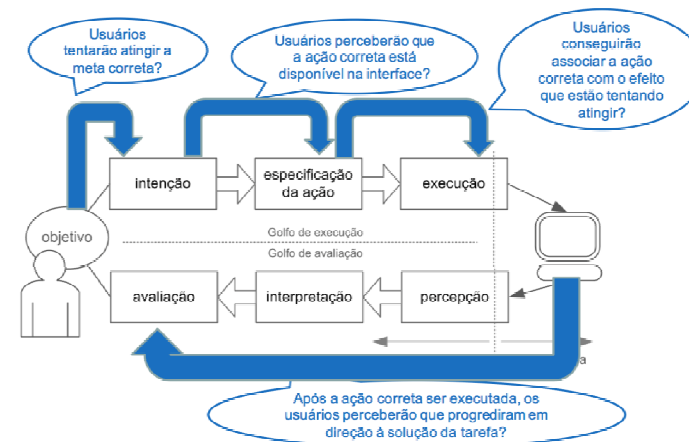 Usuários
tentarão atingir a
meta correta?
Usuários perceberão que
a ação correta está
disponível na interface?
Usuários
conseguirão
associar a ação
correta com o efeito
que estão tentando
atingir?
intenção
especificação
da ação
execução
objetivo
Golfo de execução
Golfo de avaliação
avaliação
interpretação
percepção
a
Após a ação correta ser executada, os
usuários perceberão que progrediram em
direção à solução da tarefa?